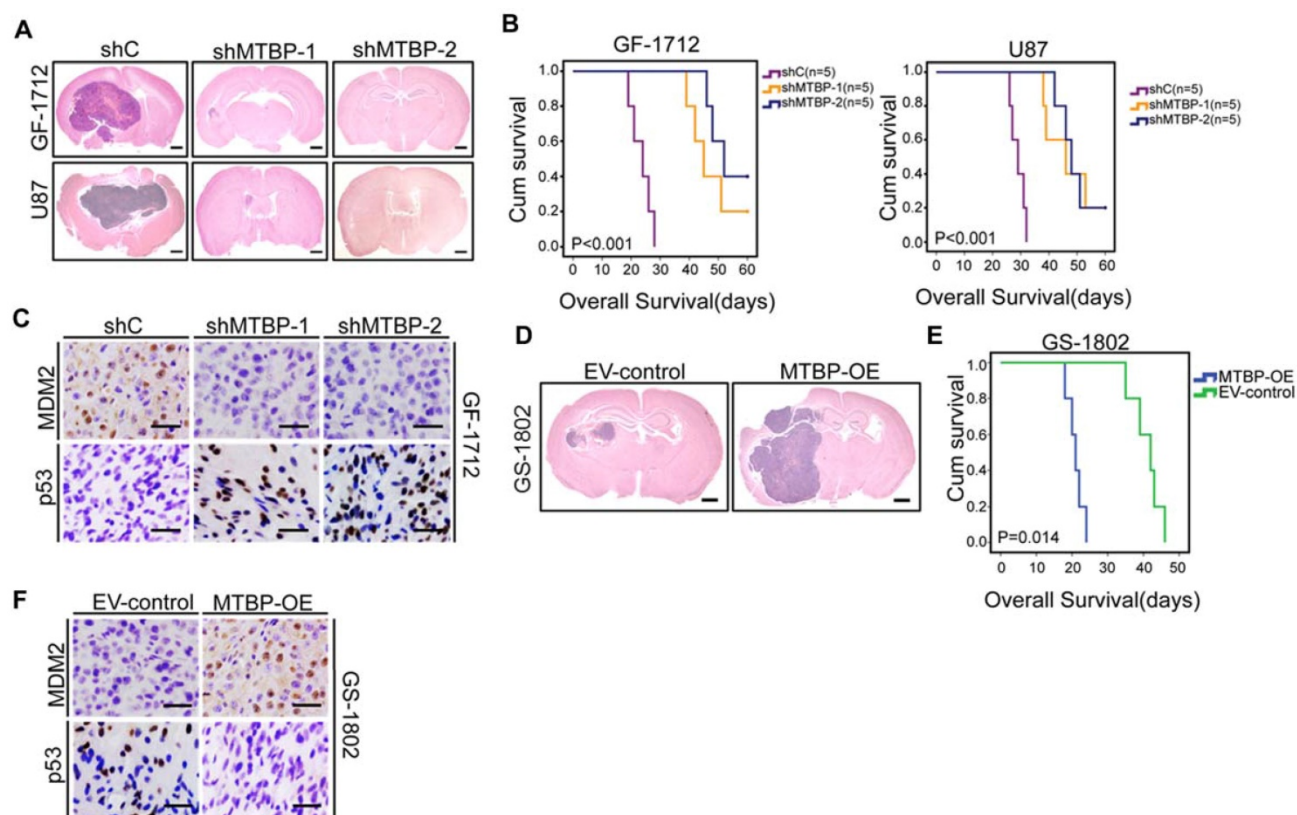 A
shC shMTBP-1 shMTBP-2
GF-1712
U87
B
GF-1712
Cum survival
1.0
0.8
0.6
0.4
0.2
0.0
P<0.001
0 10 20 30 40 50 60
Overall Survival(days)
shC(n=5)
shMTBP-1(n=5)
shMTBP-2(n=5)
U87
Cum survival
1.0
0.8
0.6
0.4
0.2
0.0
P<0.001
0 10 20 30 40 50 60
Overall Survival(days)
shC(n=5)
shMTBP-1(n=5)
shMTBP-2(n=5)
C
shC shMTBP-1 shMTBP-2
MDM2
p53
GF-1712
D
EV-control MTBP-OE
GS-1802
E
GS-1802
Cum survival
1.0
0.8
0.6
0.4
0.2
0.0
P=0.014
0 10 20 30 40 50
Overall Survival(days)
MTBP-OE
EV-control
F
EV-control MTBP-OE
MDM2
p53
GS-1802